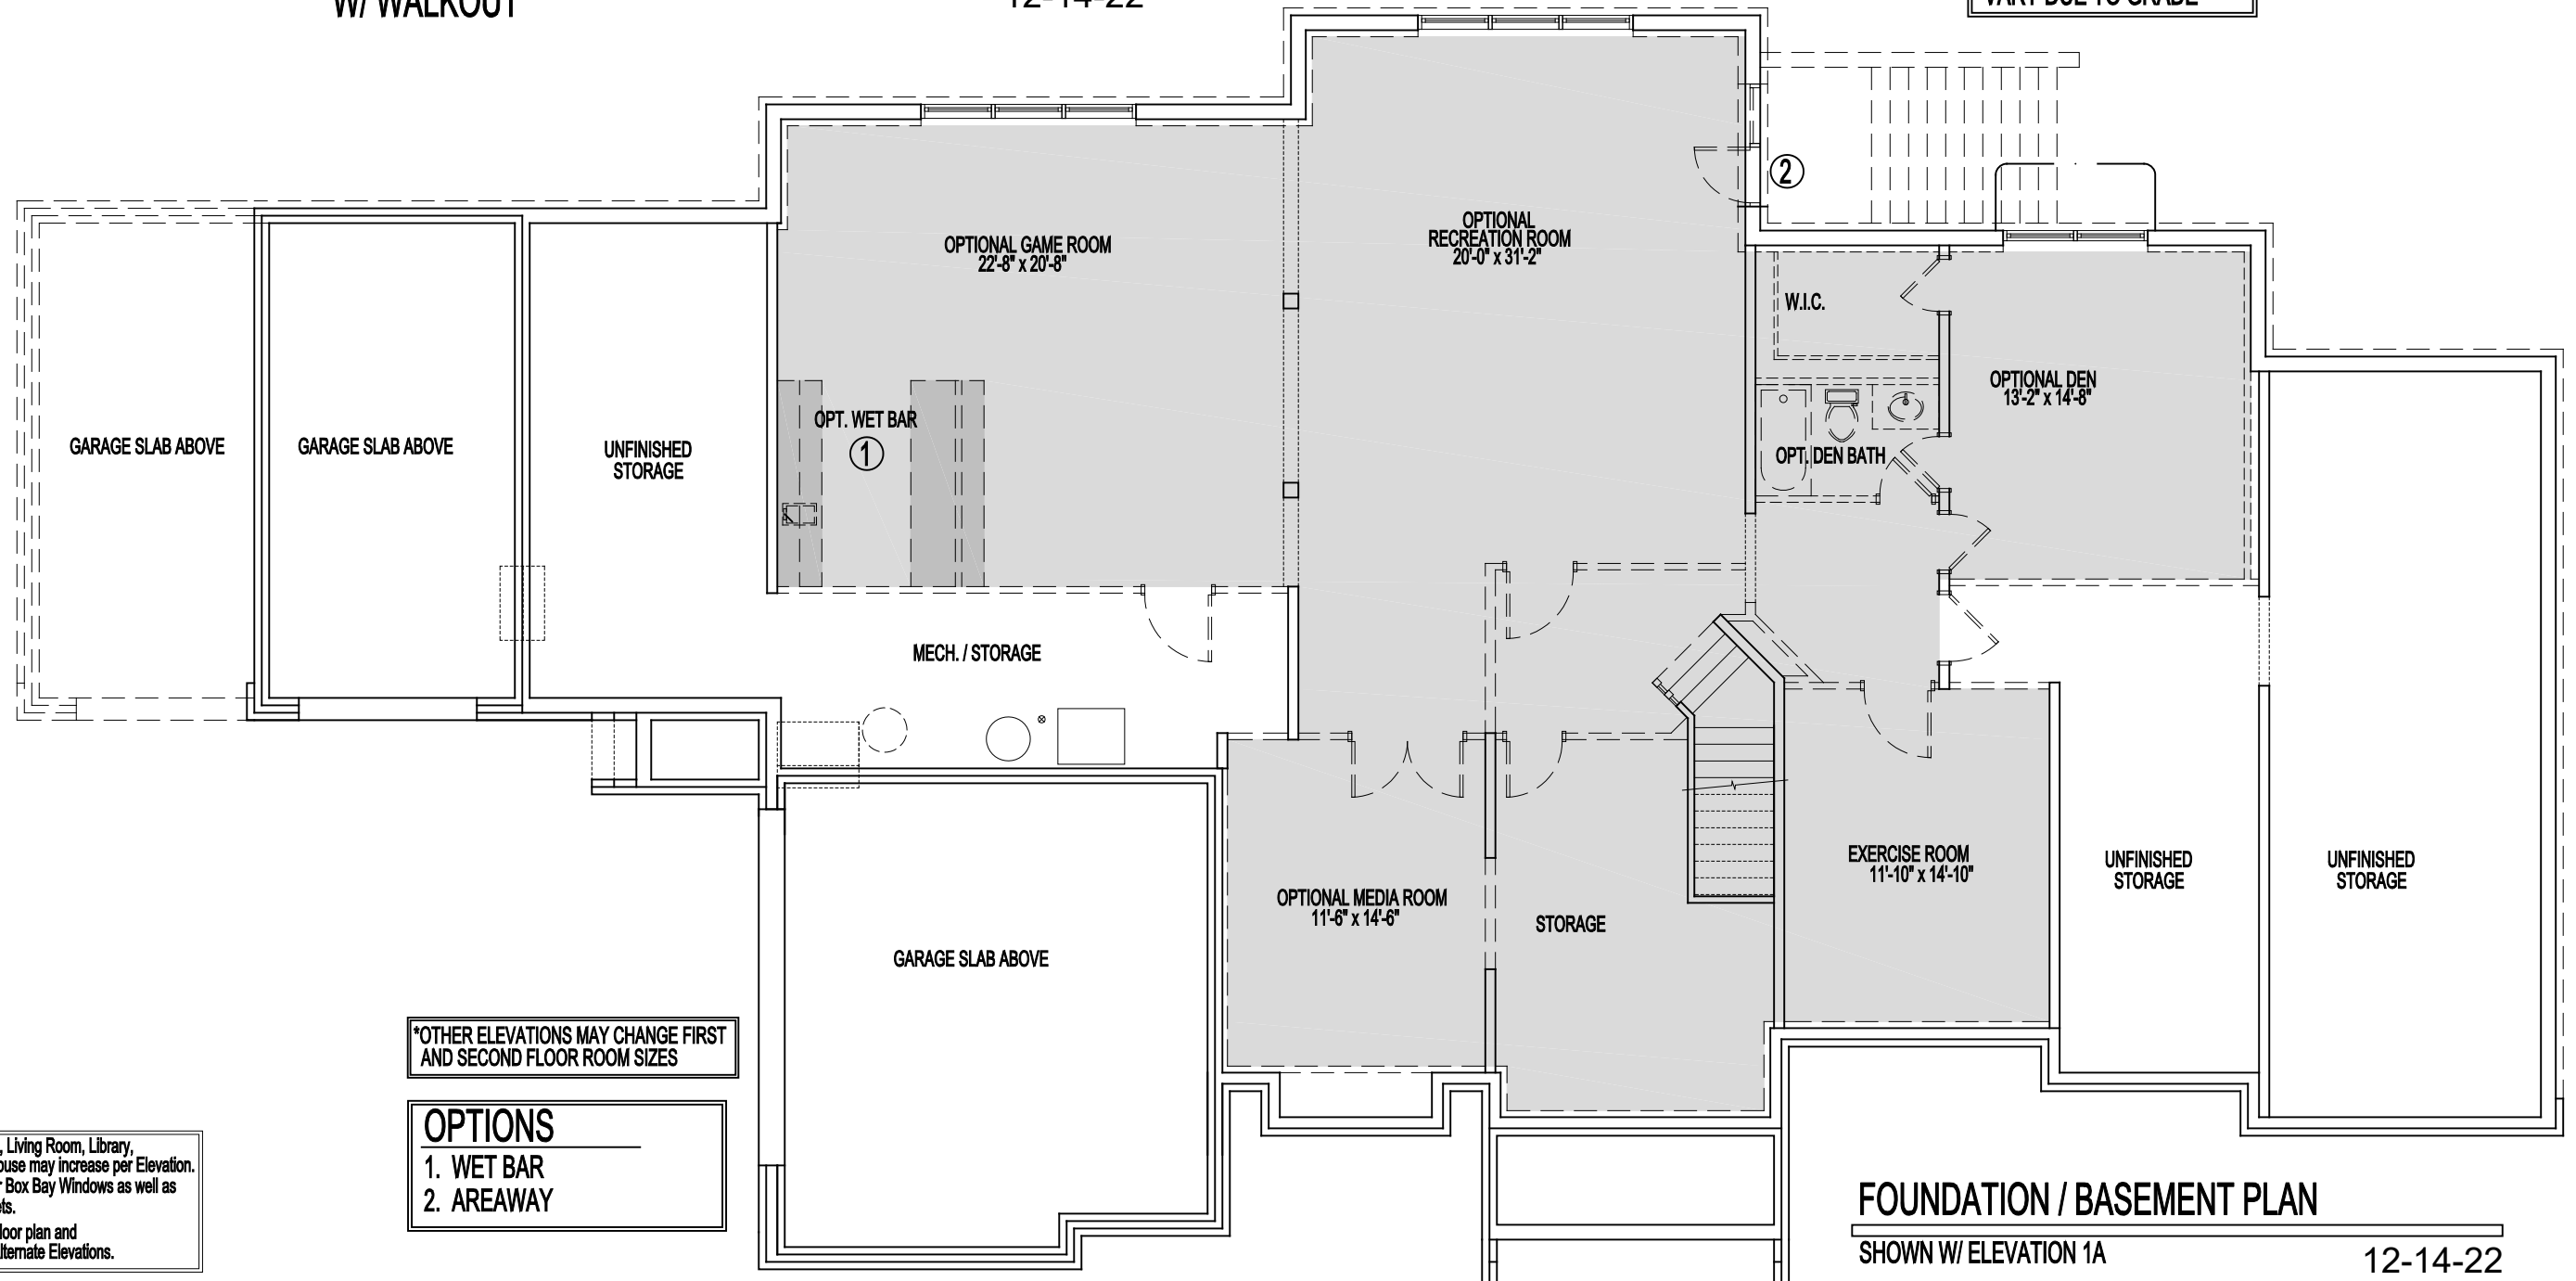 W/ WALKOUT
12-14-22
VARY DUE TO GRADE
2
OPTIONAL
RECREATION ROOM
20'-0" x 31'-2"
OPTIONAL GAME ROOM
22'-8" x 20'-8"
W.I.C.
OPTIONAL DEN
13'-2" x 14'-8"
OPT. WET BAR
1
GARAGE SLAB ABOVE
GARAGE SLAB ABOVE
UNFINISHED
STORAGE
OPT. DEN BATH
MECH. / STORAGE
EXERCISE ROOM
11'-10" x 14'-10"
UNFINISHED
STORAGE
UNFINISHED
STORAGE
OPTIONAL MEDIA ROOM
11'-6" x 14'-6"
STORAGE
GARAGE SLAB ABOVE
*OTHER ELEVATIONS MAY CHANGE FIRST
AND SECOND FLOOR ROOM SIZES
OPTIONS
1. WET BAR
2. AREAWAY
, Living Room, Library,
ouse may increase per Elevation.
Box Bay Windows as well as
ets.
loor plan and
lternate Elevations.
FOUNDATION / BASEMENT PLAN
SHOWN W/ ELEVATION 1A
12-14-22